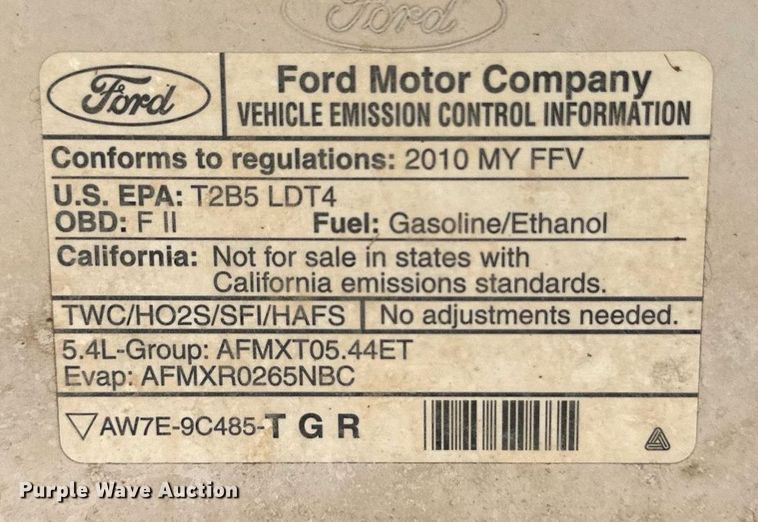 Ford
Ford
Ford Motor Company
VEHICLE EMISSION CONTROL INFORMATION
Conforms to regulations: 2010 MY FFV
U.S. EPA: T2B5 LDT4
OBD: F II Fuel: Gasoline/Ethanol
California: Not for sale in states with
California emissions standards.
TWC/HO2S/SFI/HAFS No adjustments needed.
5.4L-Group: AFMXT05.44ET
Evap: AFMXR0265NBC
AW7E-9C485-T G R
Purple Wave Auction